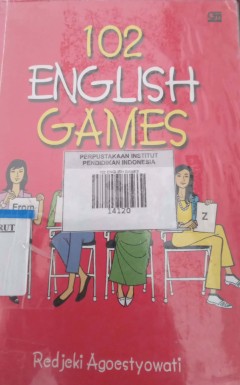 102
ENGLISH
GAMES
PERPUSTAKAAN INSTITUT
PENDIDIKAN INDONESIA
14120
From
Z
RUT
Redjeki Agoestyowati